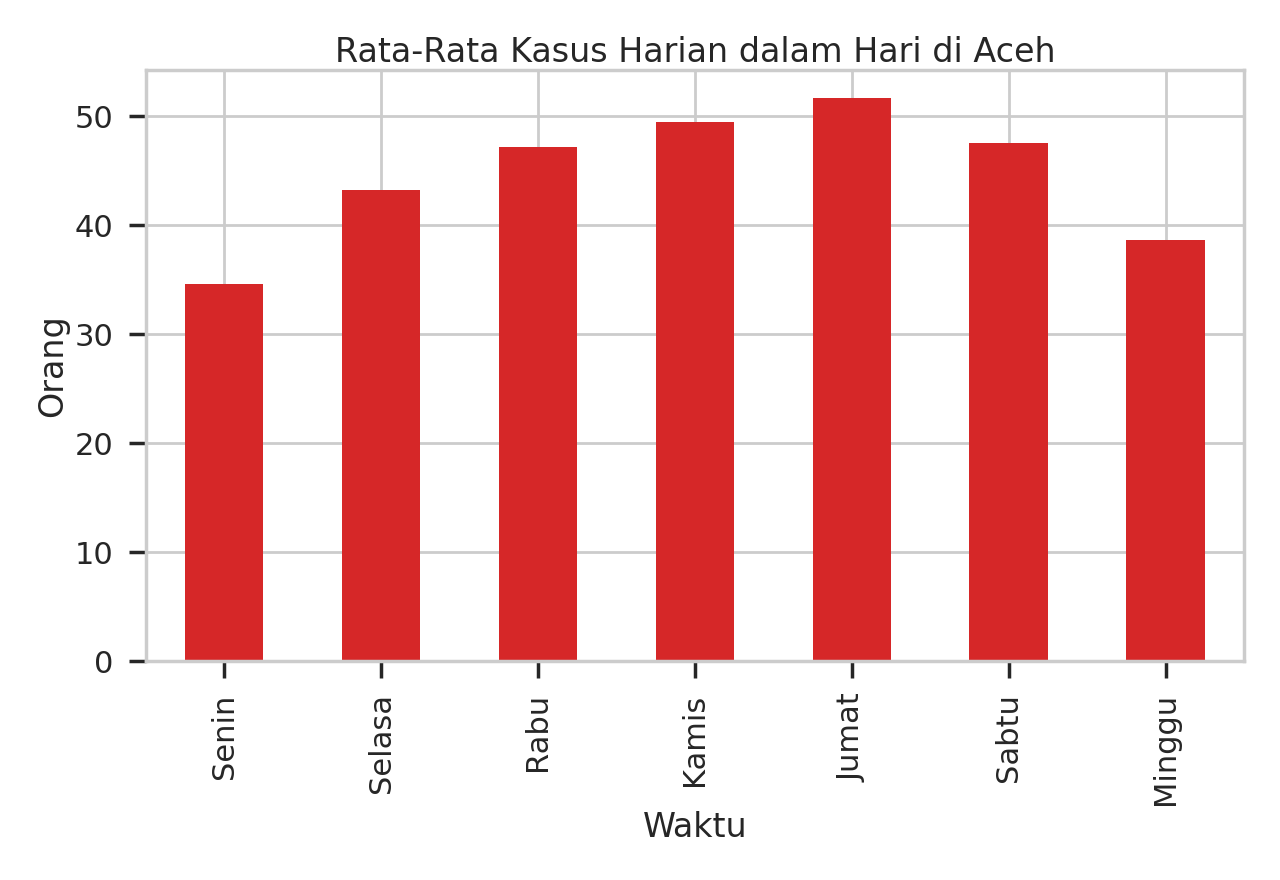 Rata-Rata Kasus Harian dalam Hari di Aceh
Orang
50
40
30
20
10
0
Senin
Selasa
Rabu
Kamis
Jumat
Sabtu
Minggu
Waktu